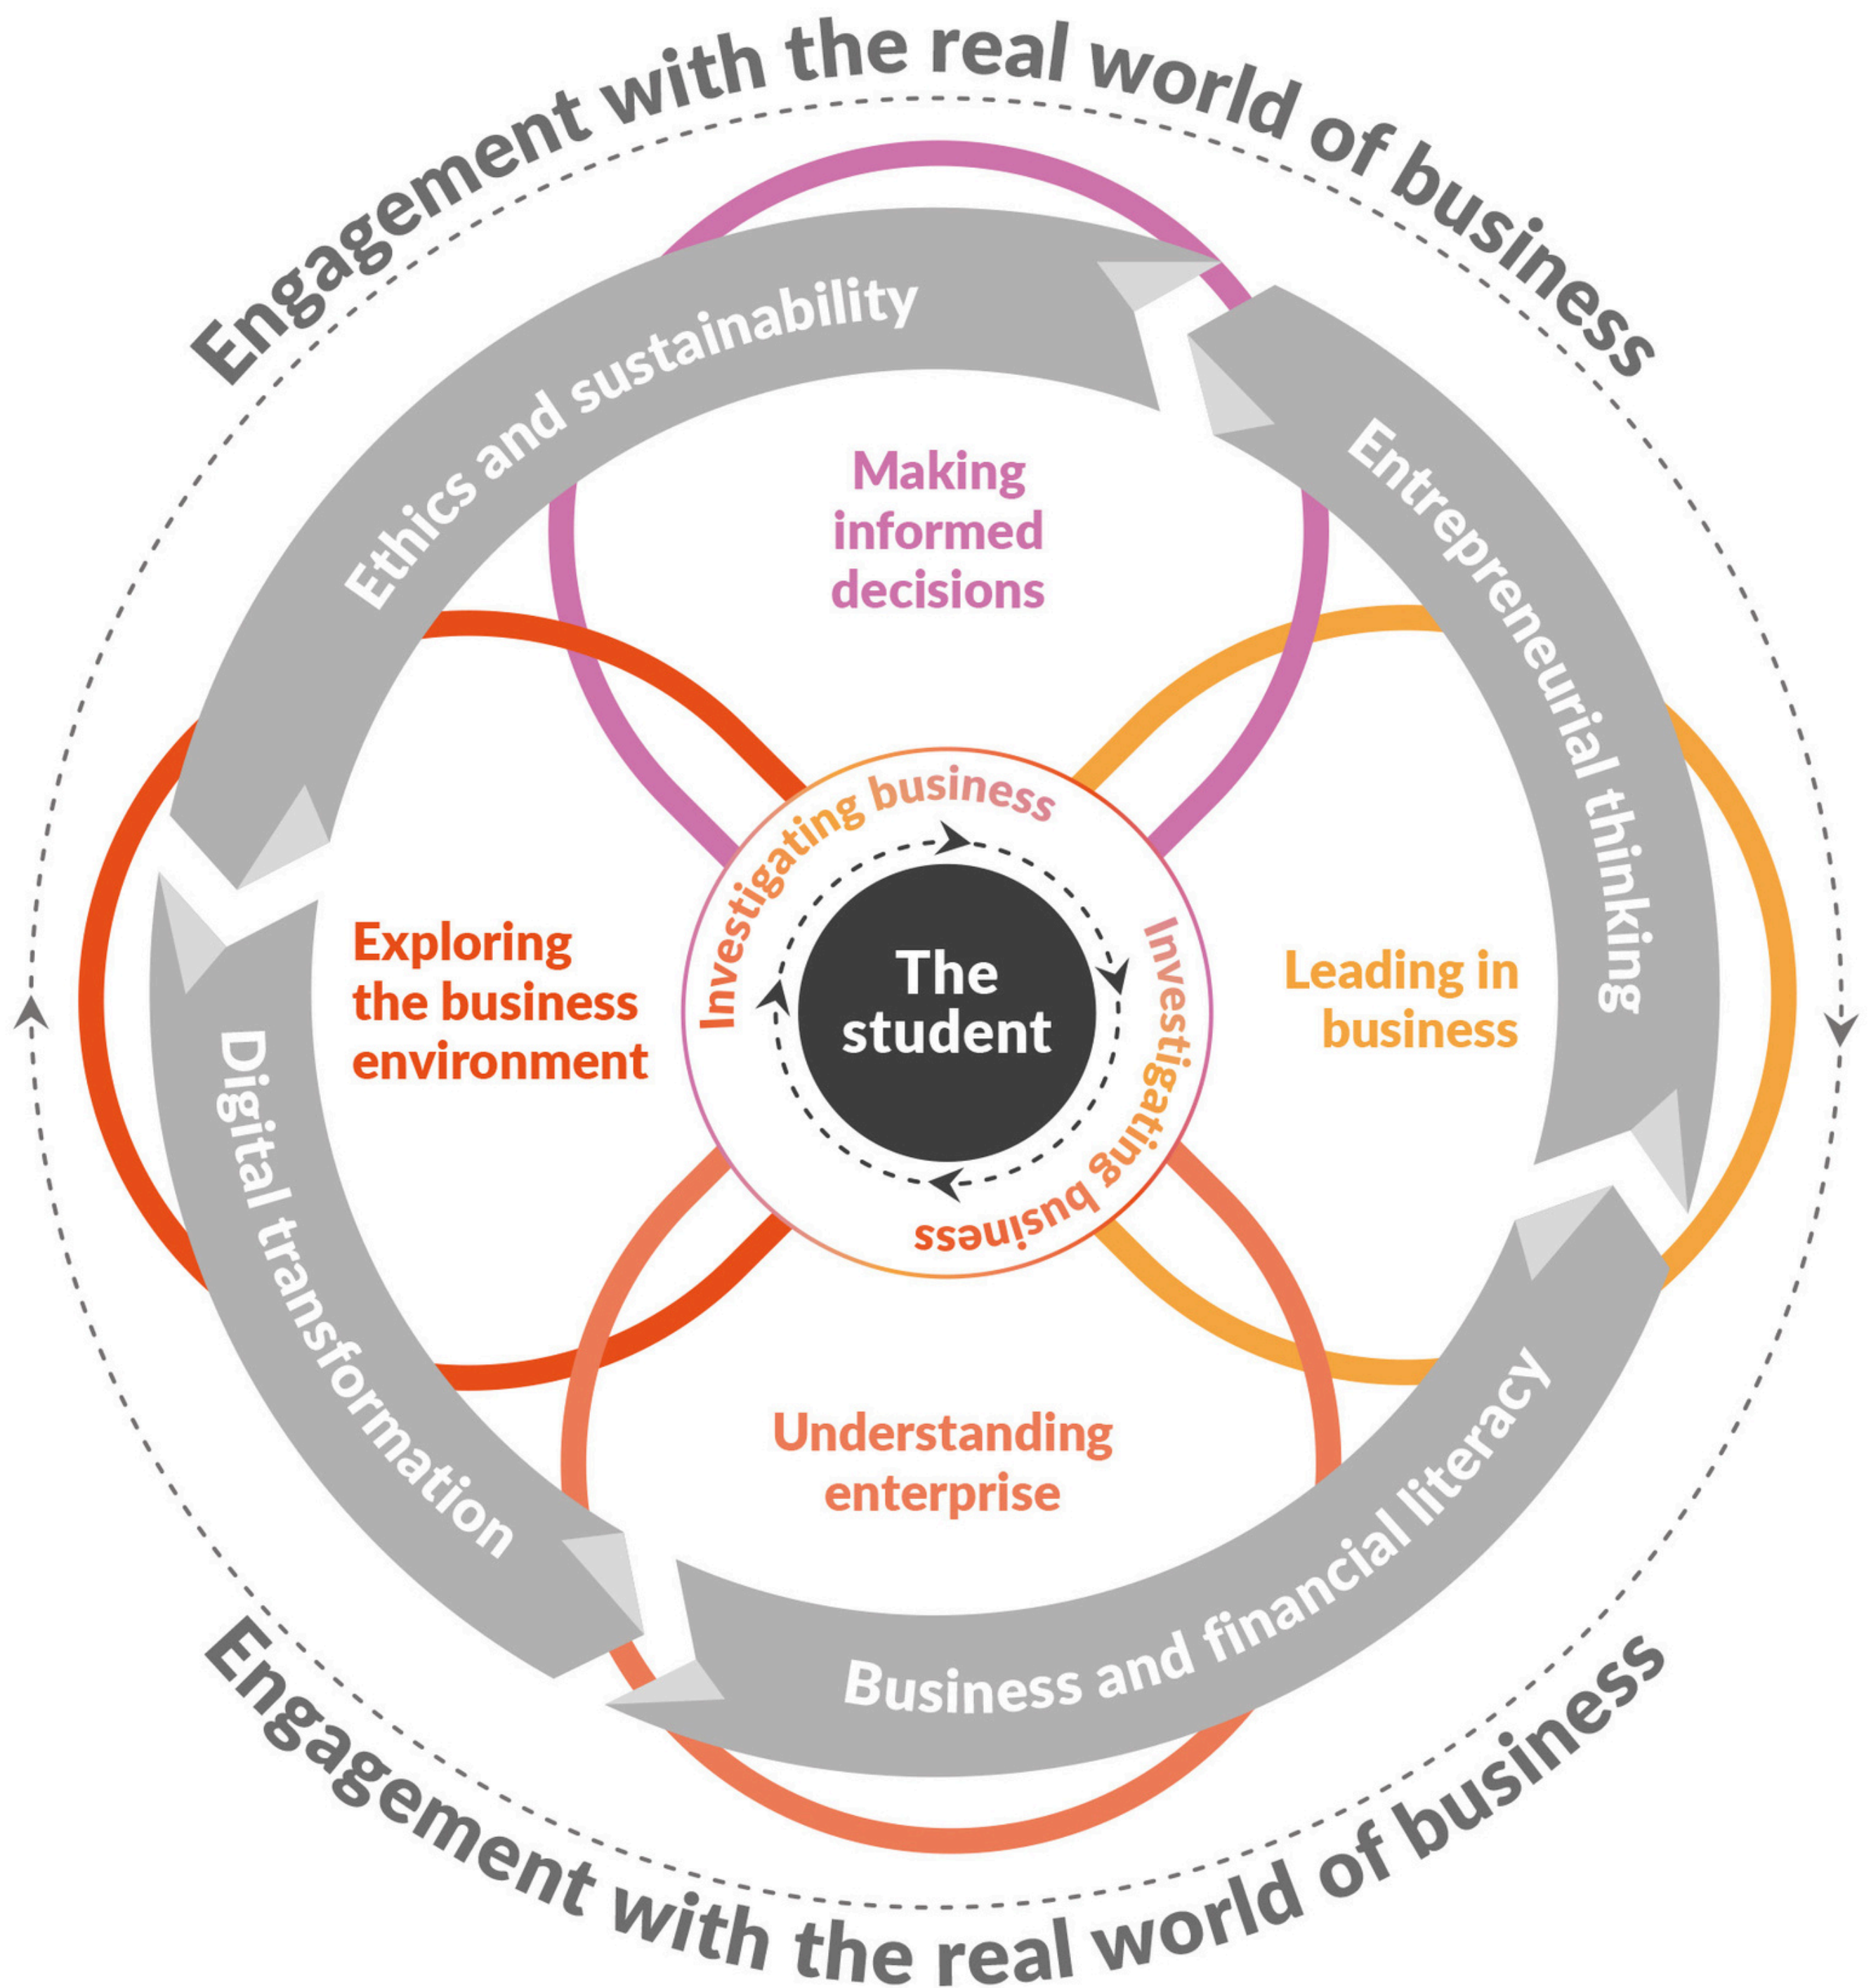 Engagement with the real world of business
Ethics and sustainability
Entrepreneurial thinking
Making
informed
decisions
Investigating business
Investigating business
Exploring
the business
environment
The
student
Leading in
business
Digital transformation
Understanding
enterprise
Business and financial literacy
Engagement with the real world of business